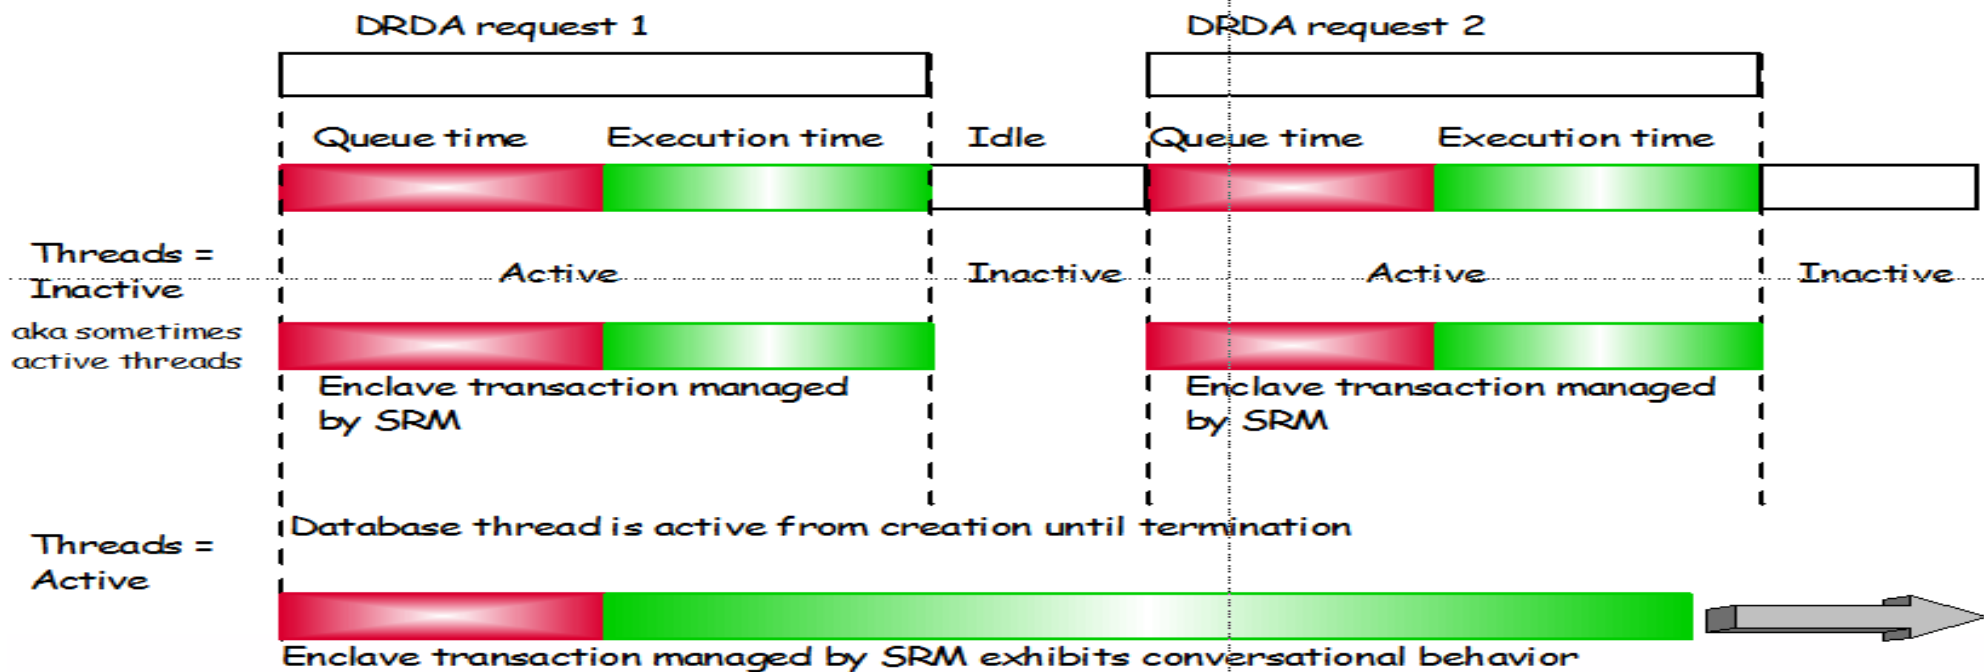 DRDA request 1
DRDA request 2
Queue time
Execution time
Idle
Queue time
Execution time
Threads =
Inactive
aka sometimes
active threads
Active
Inactive
Active
Inactive
Enclave transaction managed
by SRM
Enclave transaction managed
by SRM
Database thread is active from creation until termination
Threads =
Active
Enclave transaction managed by SRM exhibits conversational behavior